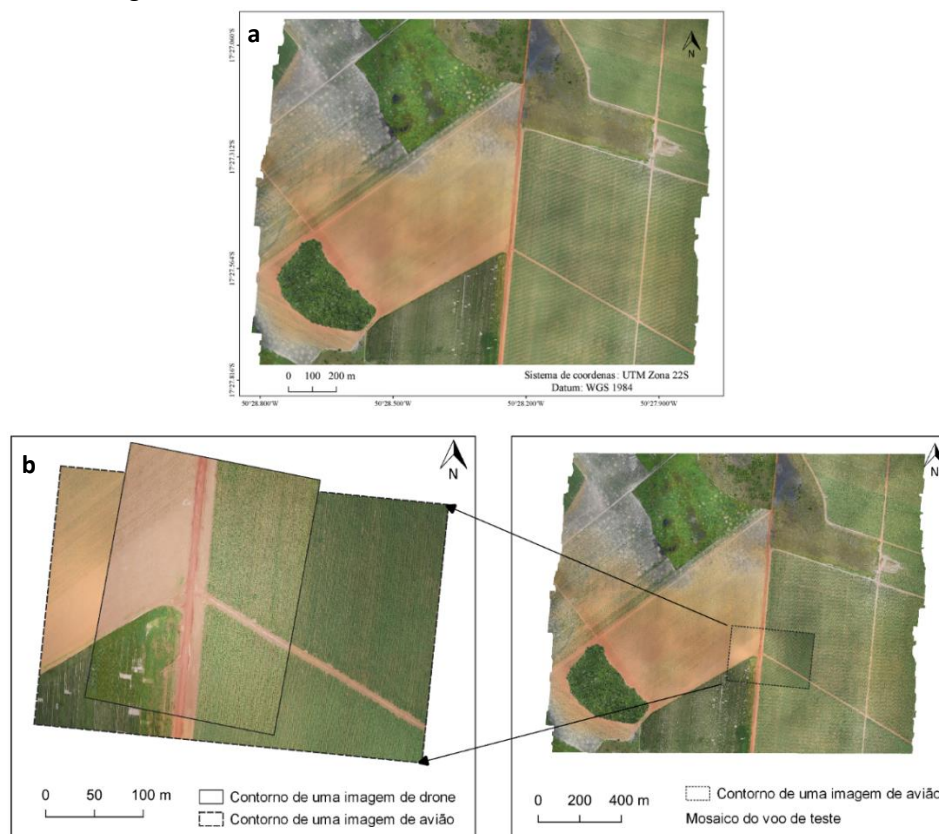 a
N
17°27.060'S
17°27.312'S
17°27.564'S
17°27.816'S
0 100 200 m
Sistema de coordenas: UTM Zona 22S
Datum: WGS 1984
50°28.800'W 50°28.500'W 50°28.200'W 50°27.900'W
b
N
0 50 100 m
Contorno de uma imagem de drone
Contorno de uma imagem de avião
N
0 200 400 m
Contorno de uma imagem de avião
Mosaico do voo de teste